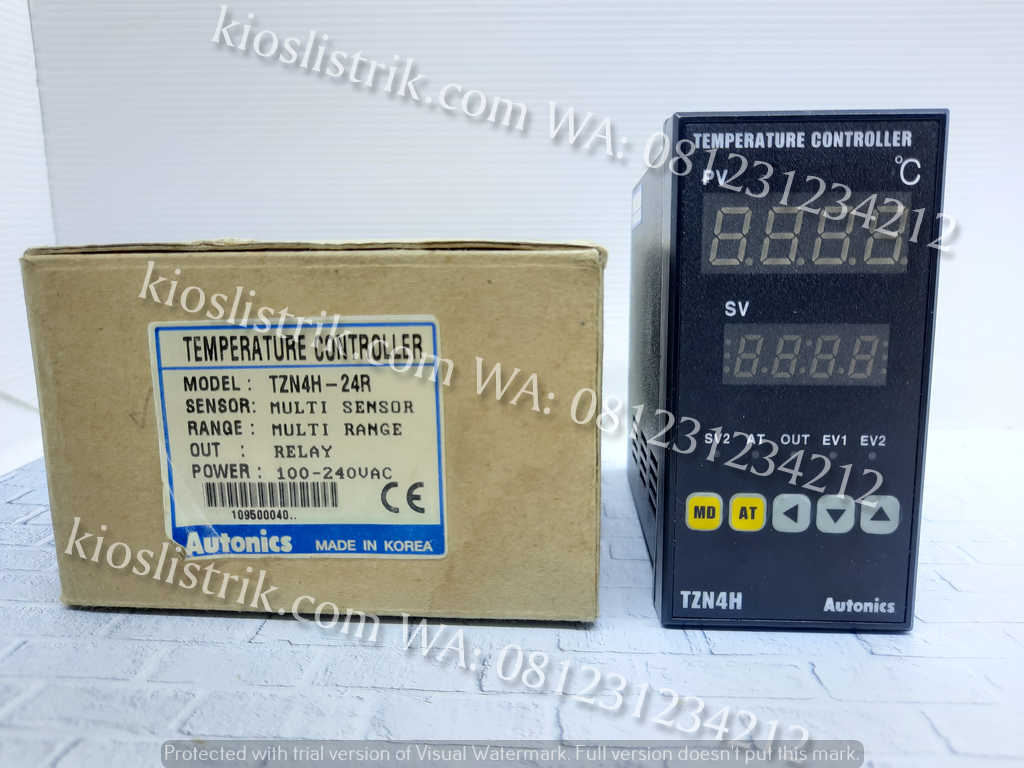 kioslistrik.com WA: 081231234212
TEMPERATURE CONTROLLER
MODEL : TZN4H-24R
SENSOR: MULTI SENSOR
RANGE: MULTI RANGE
OUT : RELAY
POWER: 100-240VAC
CE
109500040..
Autonics MADE IN KOREA
TEMPERATURE CONTROLLER
PV °C
SV
SV2 AT OUT EV1 EV2
MD AT
TZN4H Autonics
kioslistrik.com WA: 081231234212
kioslistrik.com WA: 081231234212
Protected with trial version of Visual Watermark. Full version doesn't put this mark.